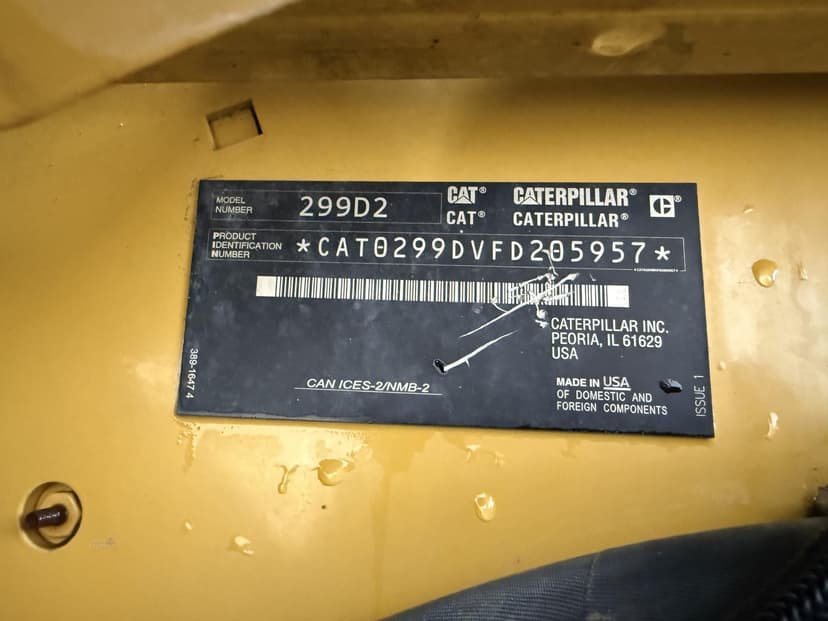 MODEL NUMBER 299D2
CAT® CATERPILLAR®
CAT® CATERPILLAR®
PRODUCT IDENTIFICATION NUMBER *CAT0299DVFD205957*
CATERPILLAR INC.
PEORIA, IL 61629
USA
389-1647 4
CAN ICES-2/NMB-2
MADE IN USA
OF DOMESTIC AND
FOREIGN COMPONENTS
ISSUE 1